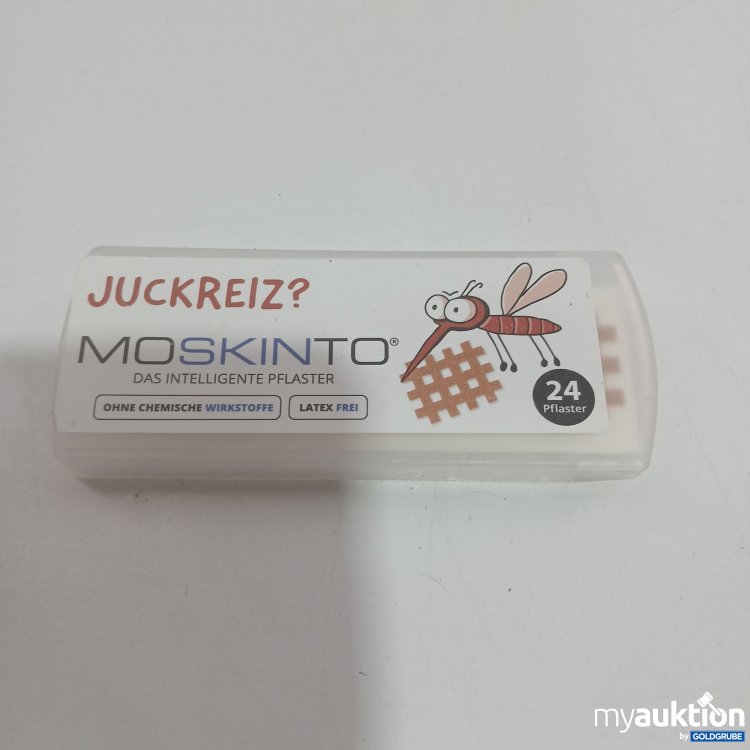 JUCKREIZ?
MOSKINTO®
DAS INTELLIGENTE PFLASTER
OHNE CHEMISCHE WIRKSTOFFE
LATEX FREI
24
Pflaster
myauktion
by GOLDGRUBE